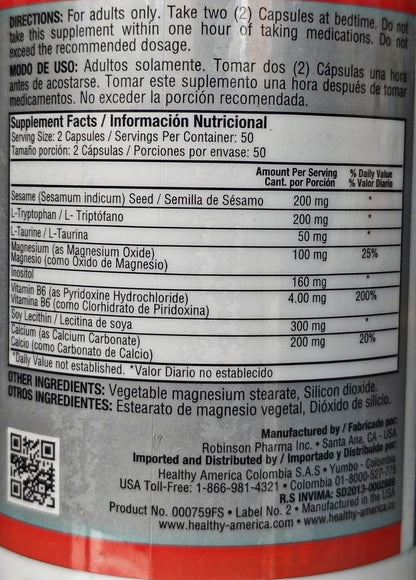 DIRECTIONS: For adults only. Take two (2) Capsules at bedtime. Do not
take this supplement within one hour of taking medications. Do not
exceed the recommended dosage.
MODO DE USO: Adultos solamente. Tomar dos (2) Cápsulas una hora
antes de acostarse. Tomar este suplemento una hora después de tomar
medicamentos. No exceder la porción recomendada.
Supplement Facts / Información Nutricional
Serving Size: 2 Capsules / Servings Per Container: 50
Tamaño porción: 2 Cápsulas / Porciones por envase: 50
Amount Per Serving % Daily Value
Cant. por Porción % Valor Diario
Sesame (Sesamum indicum) Seed / Semilla de Sésamo 200 mg *
L-Tryptophan / L- Triptófano 200 mg *
L-Taurine / L-Taurina 50 mg *
Magnesium (as Magnesium Oxide) 100 mg 25%
Magnesio (como Óxido de Magnesio)
Inositol 160 mg *
Vitamin B6 (as Pyridoxine Hydrochloride) 4.00 mg 200%
Vitamina B6 (como Clorhidrato de Piridoxina)
Soy Lecithin / Lecitina de soya 300 mg *
Calcium (as Calcium Carbonate) 200 mg 20%
Calcio (como Carbonato de Calcio)
*Daily Value not established. *Valor Diario no establecido
OTHER INGREDIENTS: Vegetable magnesium stearate, Silicon dioxide.
OTROS INGREDIENTES: Estearato de magnesio vegetal, Dióxido de silicio.
Manufactured by / Fabricado por:
Robinson Pharma Inc. • Santa Ana, CA - USA
Imported and Distributed by / Importado y Distribuido por:
Healthy America Colombia S.A.S • Yumbo - Colombia
USA Toll-Free: 1-866-981-4321 • Colombia 01-8000-527-775
R.S INVIMA: SD2013-0002889
Product No. 000759FS • Label No. 2 • Manufactured in the USA
www.healthy-america.com • www.healthy-america.co